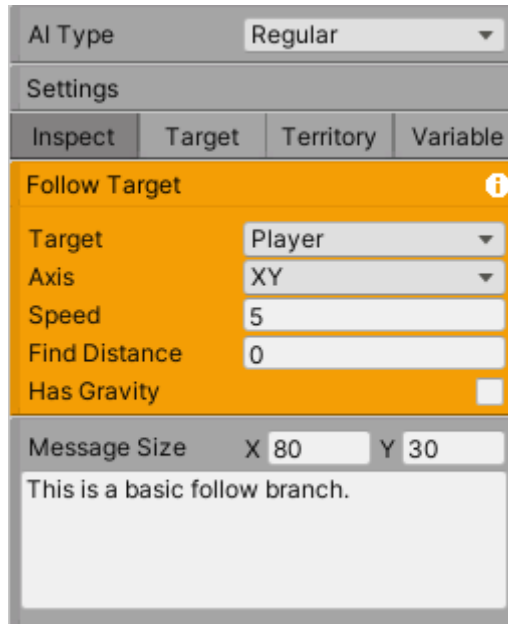 AI Type Regular
Settings
Inspect Target Territory Variable
Follow Target
Target Player
Axis XY
Speed 5
Find Distance 0
Has Gravity
Message Size X 80 Y 30
This is a basic follow branch.